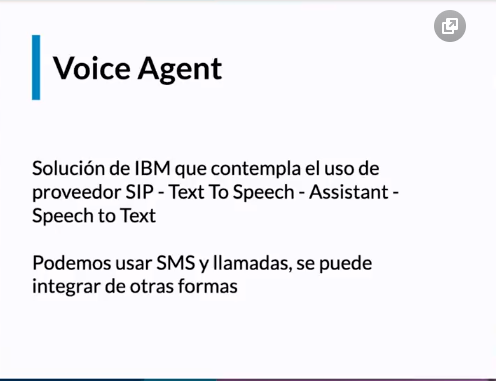 Voice Agent
Solución de IBM que contempla el uso de
proveedor SIP - Text To Speech - Assistant -
Speech to Text
Podemos usar SMS y llamadas, se puede
integrar de otras formas